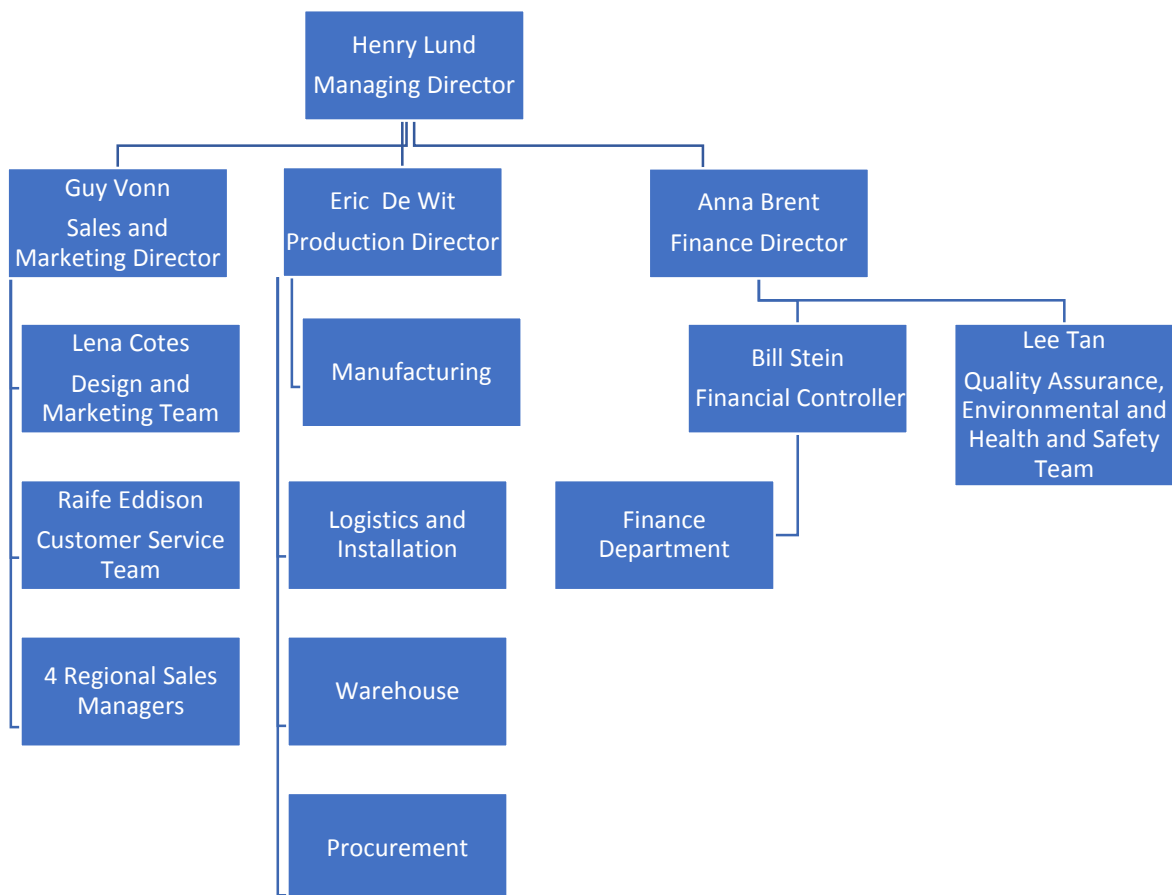 Henry Lund
Managing Director
Guy Vonn
Sales and
Marketing Director
Eric De Wit
Production Director
Anna Brent
Finance Director
Lena Cotes
Design and
Marketing Team
Manufacturing
Bill Stein
Financial Controller
Lee Tan
Quality Assurance,
Environmental and
Health and Safety
Team
Raife Eddison
Customer Service
Team
Logistics and
Installation
Finance
Department
4 Regional Sales
Managers
Warehouse
Procurement